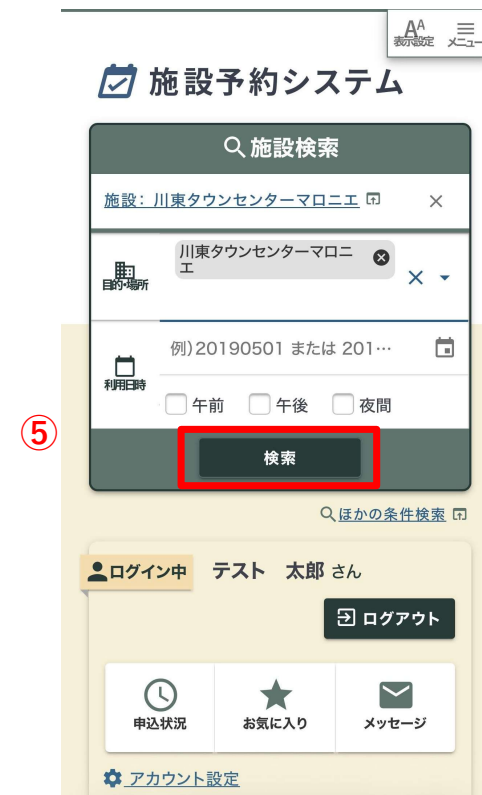 AA
表示設定 メニュー
施設予約システム
施設検索
施設：川東タウンセンターマロニエ
川東タウンセンターマロニ
エ
目的・場所
例)20190501 または 201…
利用日時
午前 午後 夜間
⑤
検索
ほかの条件検索
ログイン中 テスト 太郎 さん
ログアウト
申込状況 お気に入り メッセージ
アカウント設定